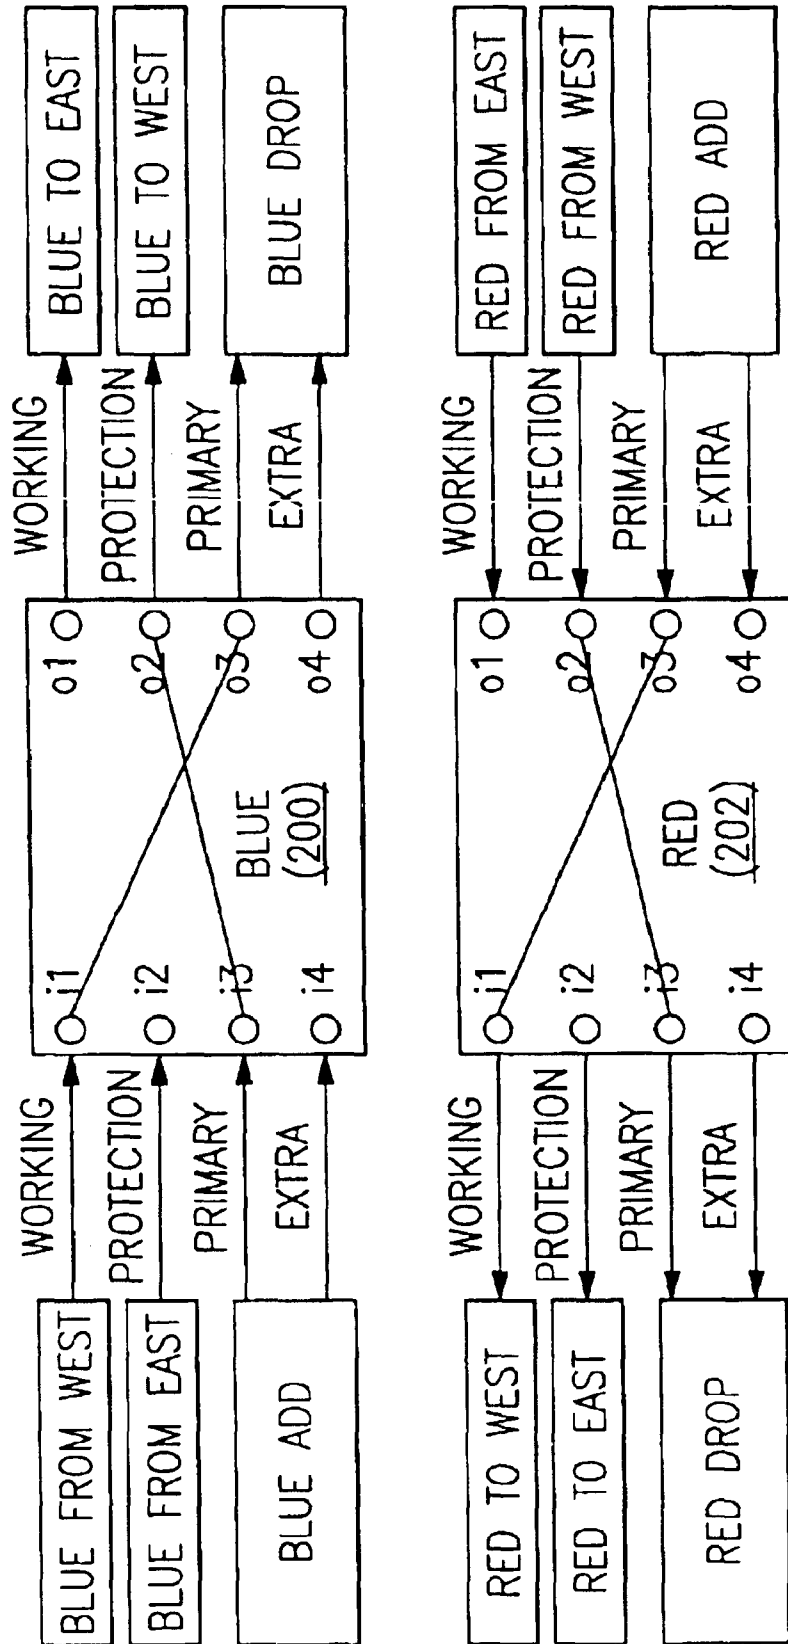 BLUE FROM WEST
BLUE FROM EAST
BLUE ADD
WORKING
PROTECTION
PRIMARY
EXTRA
i1
i2
i3
i4
BLUE
(200)
o1
o2
o3
o4
WORKING
PROTECTION
PRIMARY
EXTRA
BLUE TO EAST
BLUE TO WEST
BLUE DROP
RED TO WEST
RED TO EAST
RED DROP
WORKING
PROTECTION
PRIMARY
EXTRA
i1
i2
i3
i4
RED
(202)
o1
o2
o3
o4
WORKING
PROTECTION
PRIMARY
EXTRA
RED FROM EAST
RED FROM WEST
RED ADD